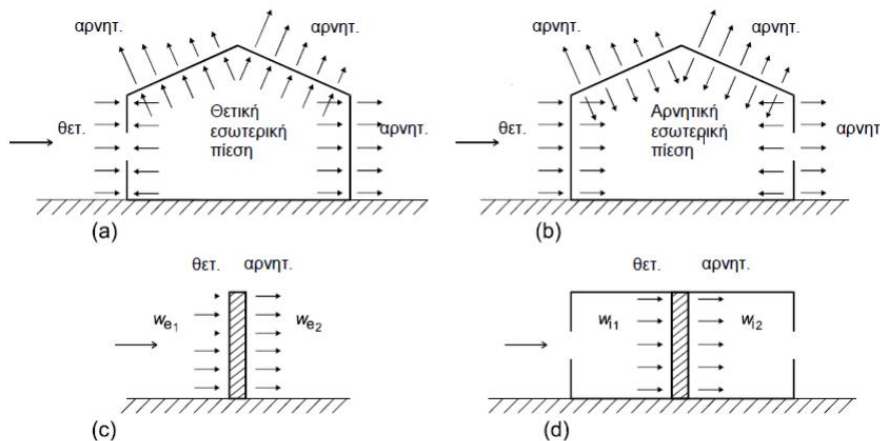 αρνητ. αρνητ.
θετ. Θετική εσωτερική πίεση αρνητ.
(a)
αρνητ. αρνητ.
θετ. Αρνητική εσωτερική πίεση αρνητ
(b)
θετ. αρνητ.
we1 we2
(c)
θετ. αρνητ.
wi1 wi2
(d)